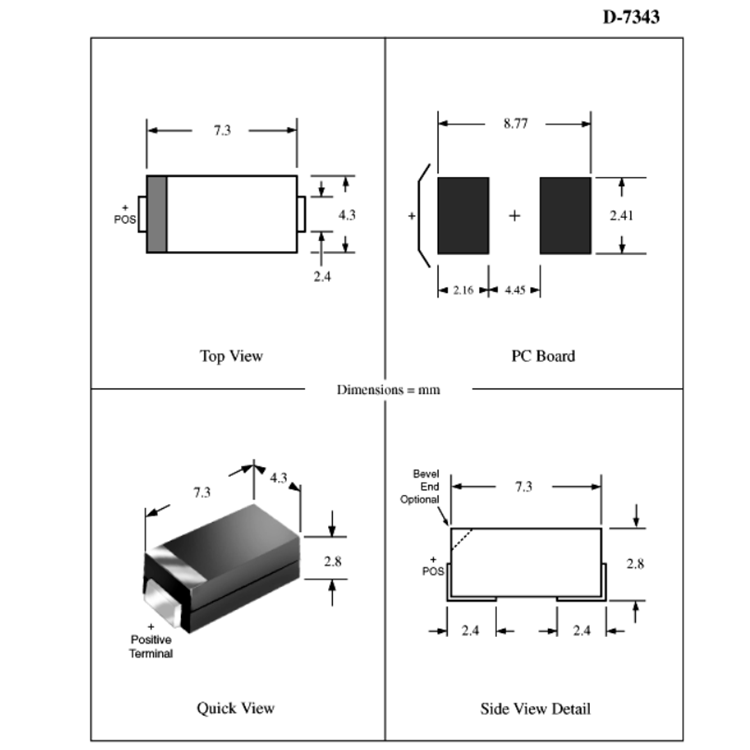 D-7343
7.3
+
POS
4.3
2.4
Top View
8.77
+
+
2.41
2.16
4.45
PC Board
Dimensions = mm
7.3
4.3
2.8
+
Positive
Terminal
Quick View
Bevel
End
Optional
7.3
+
POS
2.8
2.4
2.4
Side View Detail